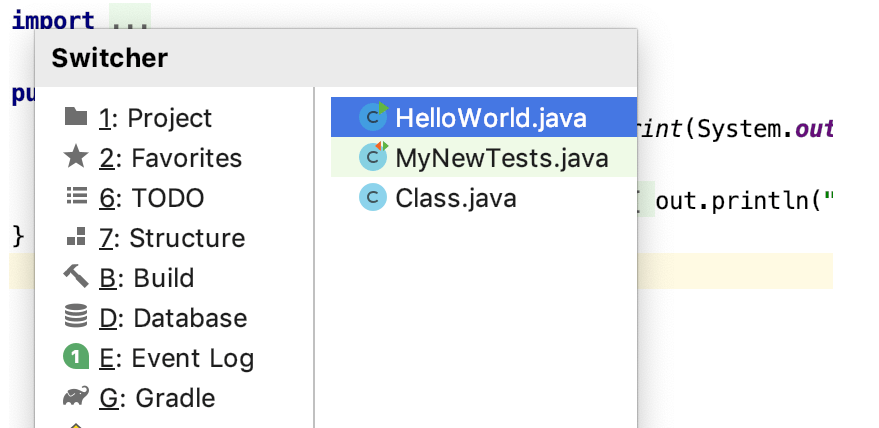 import ...
Switcher
pu
1: Project
2: Favorites
6: TODO
7: Structure
B: Build
D: Database
1 E: Event Log
G: Gradle
C HelloWorld.java
C MyNewTests.java
C Class.java
rint(System.out
{ out.println("
}